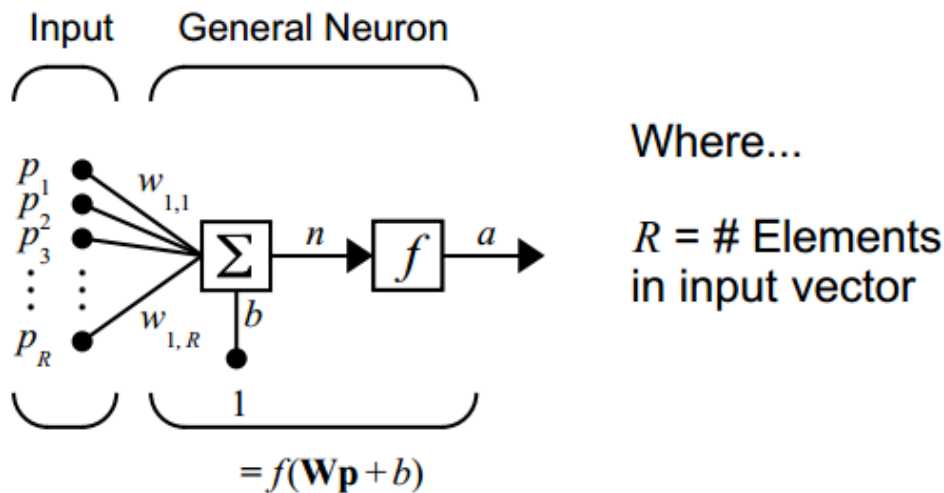 Input General Neuron
p1 w1,1
p2
p3 Σ n f a
b
pR w1,R
1
= f(Wp + b)
Where...
R = # Elements
in input vector